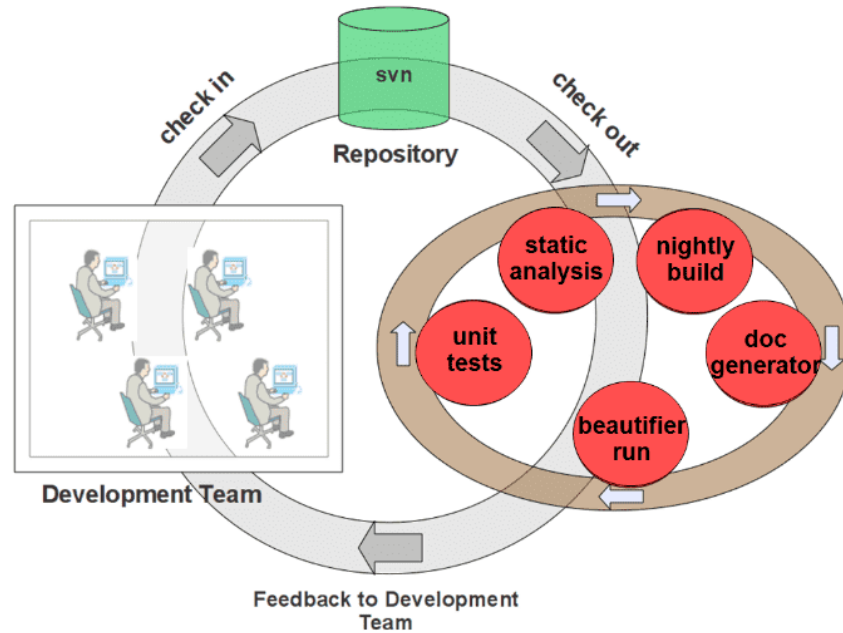 svn
check in
check out
Repository
static
analysis
nightly
build
unit
tests
doc
generator
beautifier
run
Development Team
Feedback to Development
Team